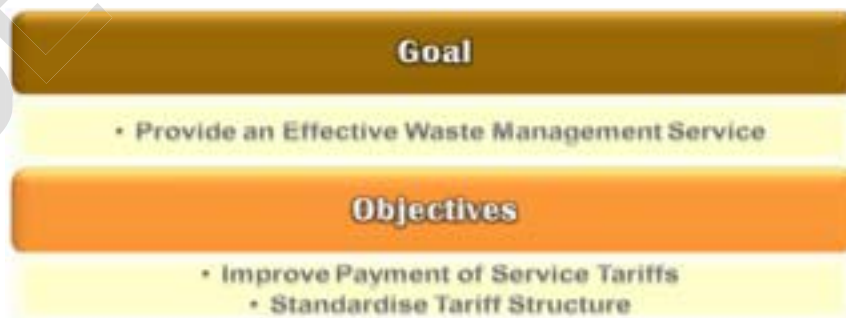 Goal
• Provide an Effective Waste Management Service
Objectives
• Improve Payment of Service Tariffs
• Standardise Tariff Structure